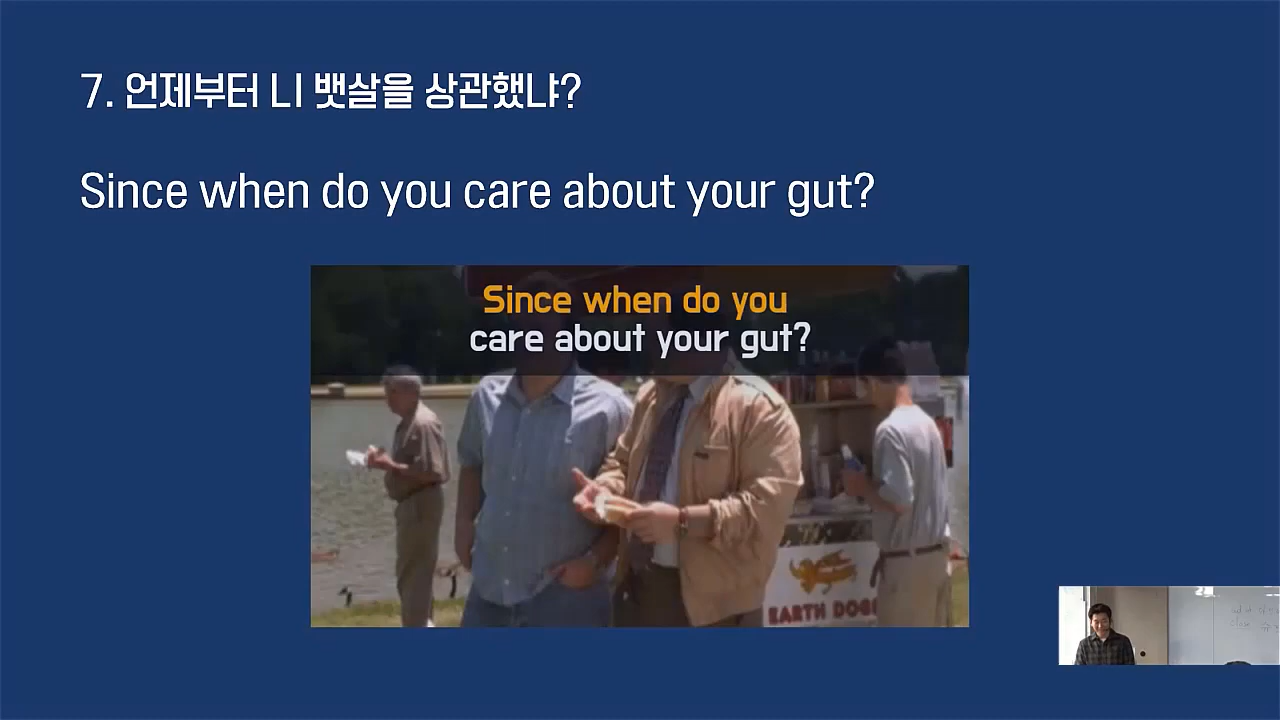 7. 언제부터 니 뱃살을 상관했냐?
Since when do you care about your gut?
Since when do you
care about your gut?
EARTH DOGS